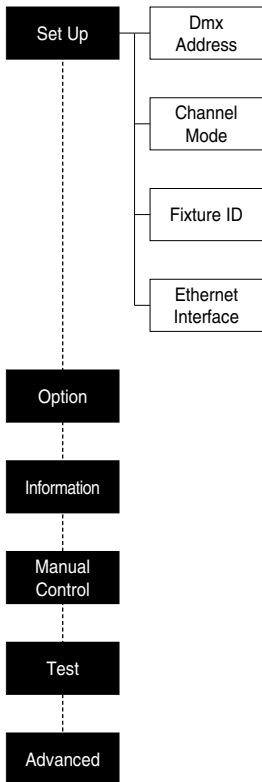 Set Up
Dmx
Address
Channel
Mode
Fixture ID
Ethernet
Interface
Option
Information
Manual
Control
Test
Advanced